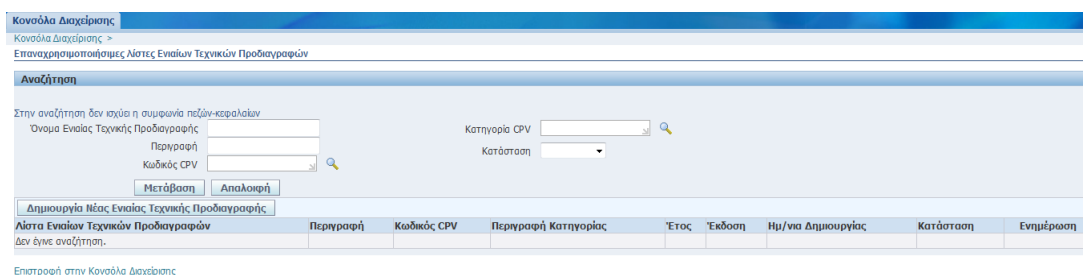 Κονσόλα Διαχείρισης
Κονσόλα Διαχείρισης >
Επαναχρησιμοποιήσιμες Λίστες Ενιαίων Τεχνικών Προδιαγραφών
Αναζήτηση
Στην αναζήτηση δεν ισχύει η συμφωνία πεζών-κεφαλαίων
Όνομα Ενιαίας Τεχνικής Προδιαγραφής
Κατηγορία CPV
Περιγραφή
Κατάσταση
Κωδικός CPV
Μετάβαση Απαλοιφή
Δημιουργία Νέας Ενιαίας Τεχνικής Προδιαγραφής
Λίστα Ενιαίων Τεχνικών Προδιαγραφών Περιγραφή Κωδικός CPV Περιγραφή Κατηγορίας Έτος Έκδοση Ημ/νια Δημιουργίας Κατάσταση Ενημέρωση
Δεν έγινε αναζήτηση.
Επιστροφή στην Κονσόλα Διαχείρισης